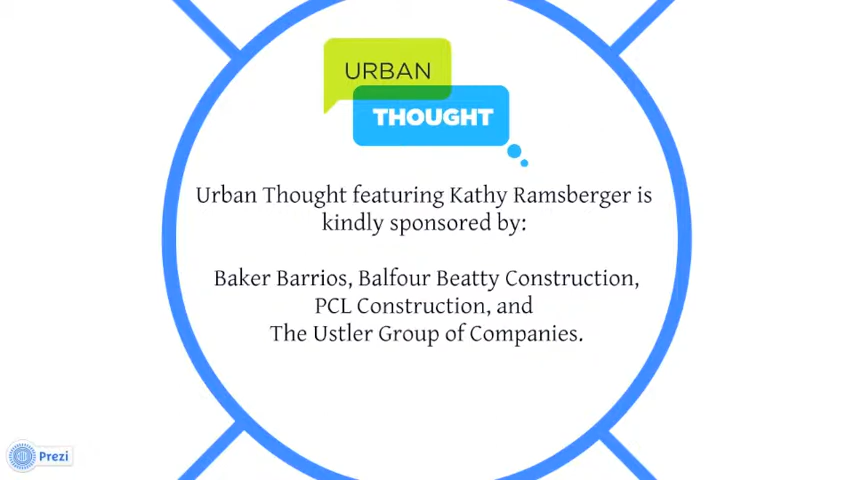 URBAN
THOUGHT
Urban Thought featuring Kathy Ramsberger is
kindly sponsored by:
Baker Barrios, Balfour Beatty Construction,
PCL Construction, and
The Ustler Group of Companies.
Prezi